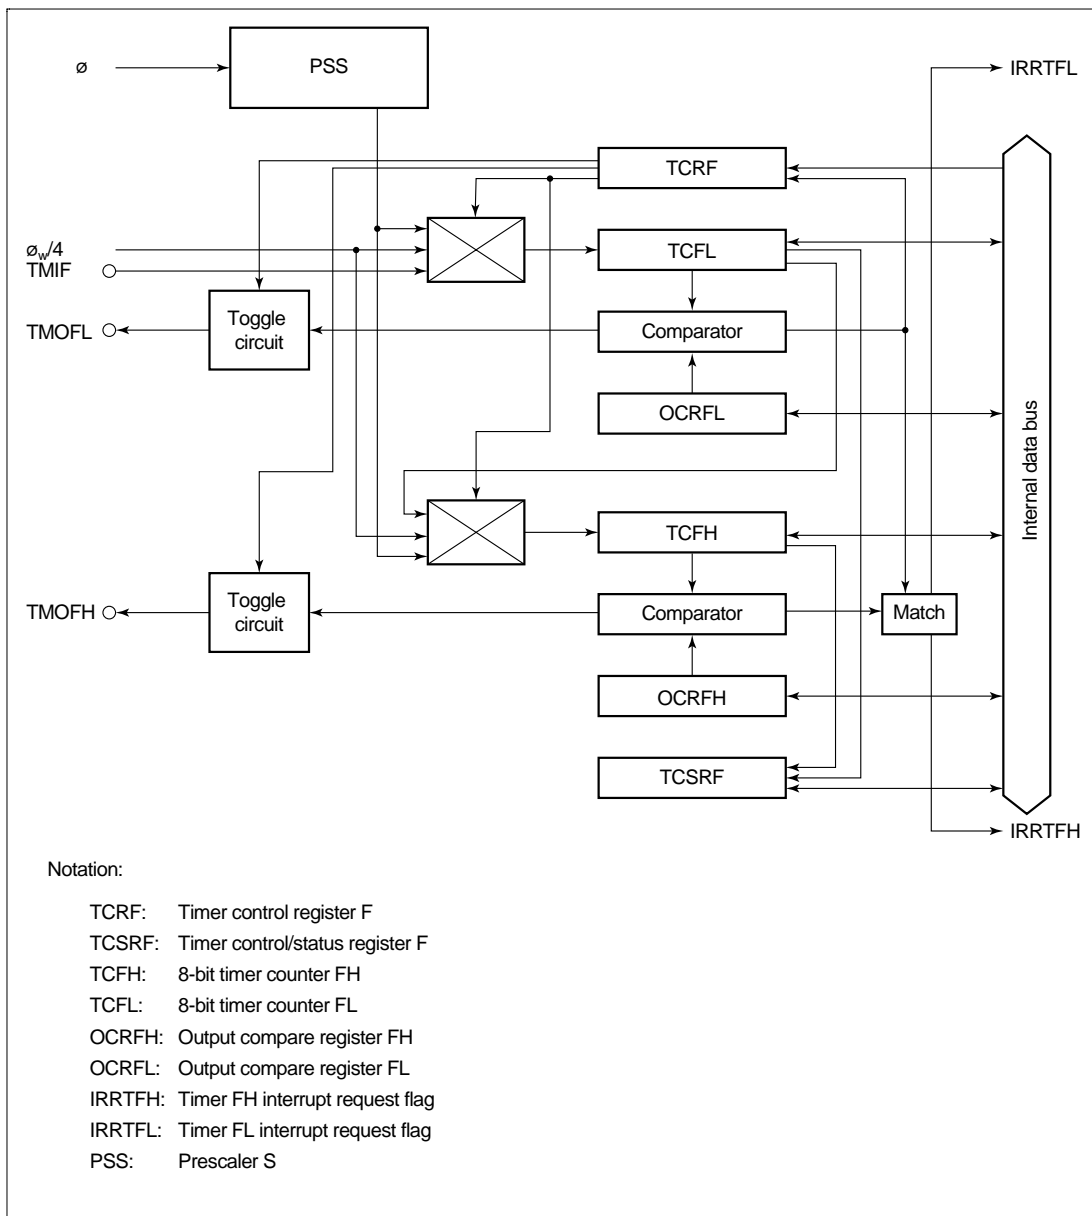 ø
PSS
IRRTFL
TCRF
øw/4
TMIF
TCFL
TMOFL
Toggle
circuit
Comparator
OCRFL
Internal data bus
TCFH
TMOFH
Toggle
circuit
Comparator
Match
OCRFH
TCSRF
IRRTFH
Notation:
TCRF: Timer control register F
TCSRF: Timer control/status register F
TCFH: 8-bit timer counter FH
TCFL: 8-bit timer counter FL
OCRFH: Output compare register FH
OCRFL: Output compare register FL
IRRTFH: Timer FH interrupt request flag
IRRTFL: Timer FL interrupt request flag
PSS: Prescaler S